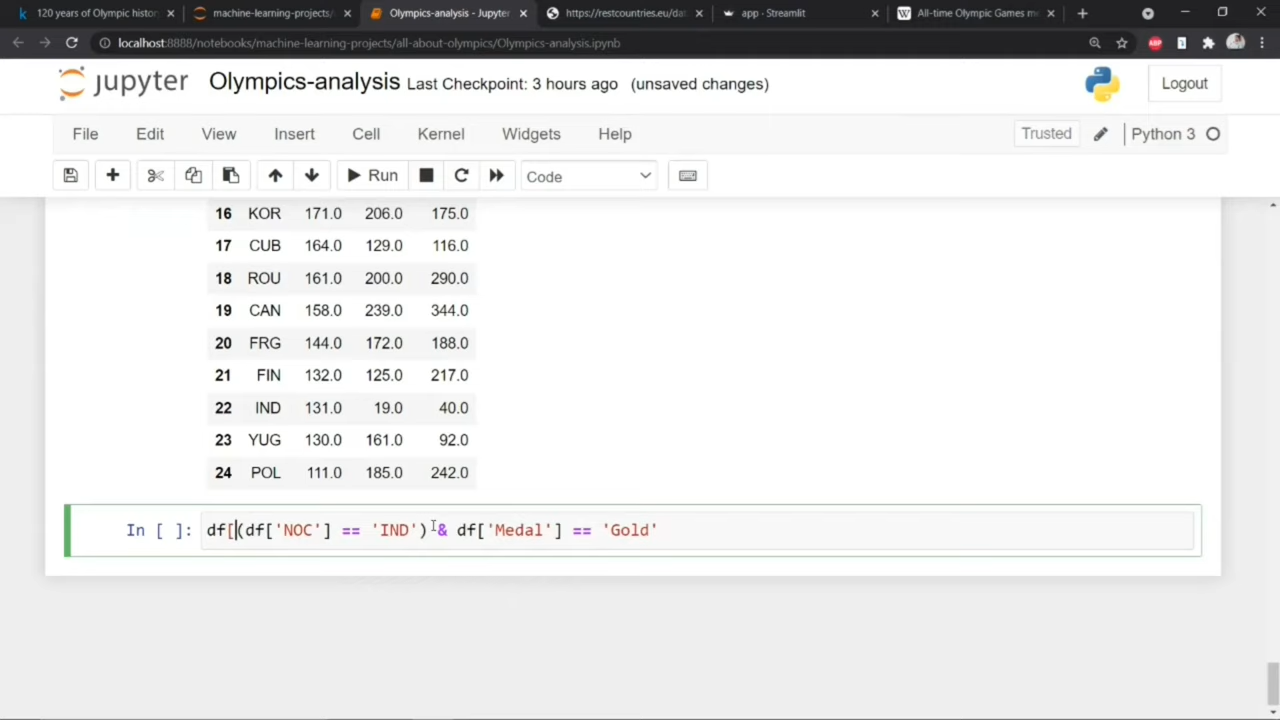 120 years of Olympic histor
machine-learning-projects/
Olympics-analysis - Jupyter
https://restcountries.eu/dat
app · Streamlit
All-time Olympic Games me
localhost:8888/notebooks/machine-learning-projects/all-about-olympics/Olympics-analysis.ipynb
jupyter Olympics-analysis Last Checkpoint: 3 hours ago (unsaved changes) Logout
File Edit View Insert Cell Kernel Widgets Help Trusted Python 3
Run Code
16 KOR 171.0 206.0 175.0
17 CUB 164.0 129.0 116.0
18 ROU 161.0 200.0 290.0
19 CAN 158.0 239.0 344.0
20 FRG 144.0 172.0 188.0
21 FIN 132.0 125.0 217.0
22 IND 131.0 19.0 40.0
23 YUG 130.0 161.0 92.0
24 POL 111.0 185.0 242.0
In [ ]: df[(df['NOC'] == 'IND') & df['Medal'] == 'Gold'